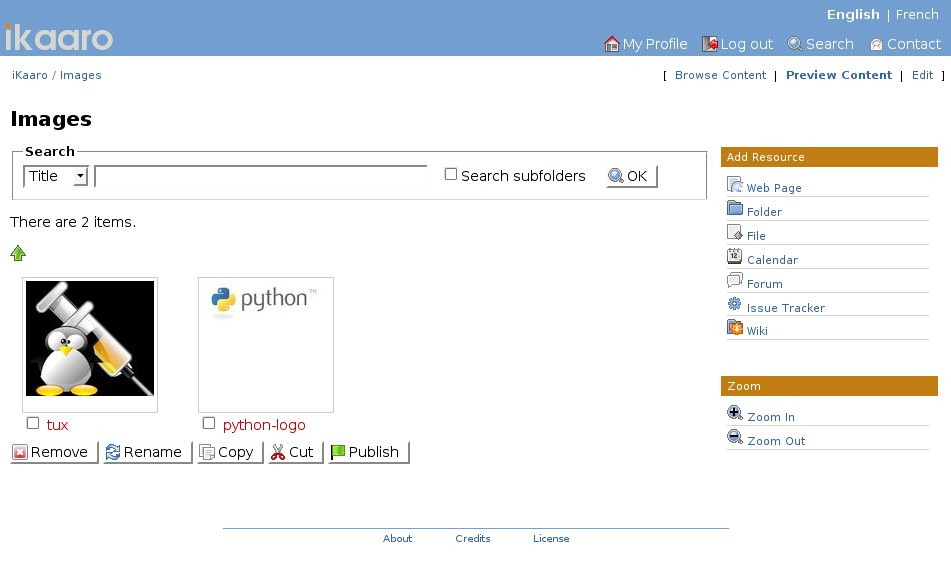 English | French
ikaaro
My Profile Log out Search Contact
iKaaro / Images
[ Browse Content | Preview Content | Edit ]
Images
Search
Title Search subfolders OK
There are 2 items.
python™
tux
python-logo
Remove Rename Copy Cut Publish
Add Resource
Web Page
Folder
File
12
Calendar
Forum
Issue Tracker
Wiki
Zoom
Zoom In
Zoom Out
About Credits License